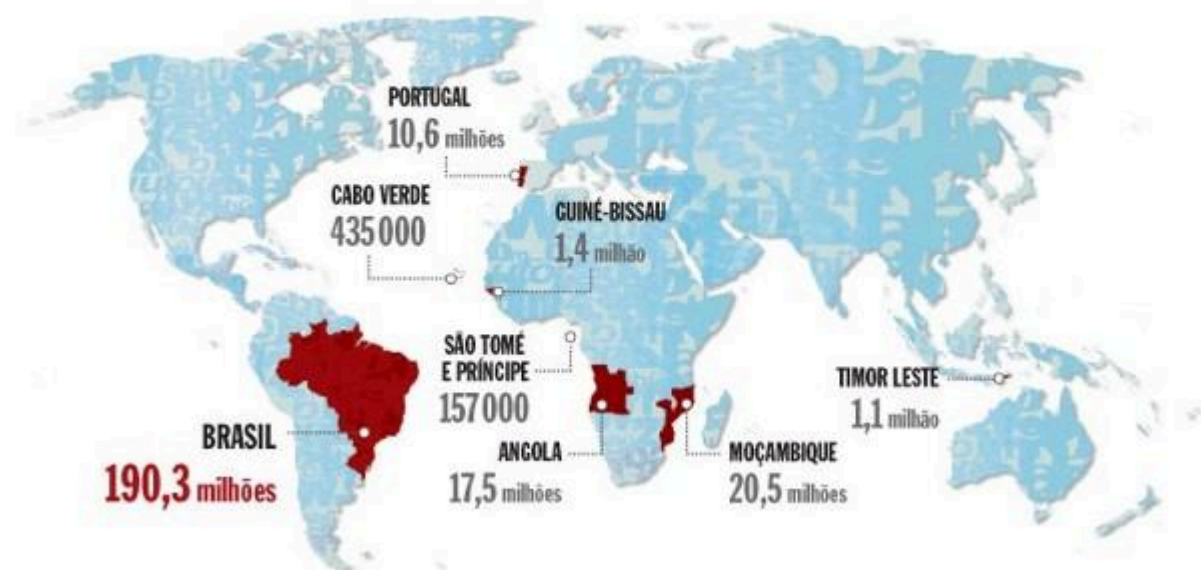 PORTUGAL
10,6 milhões
CABO VERDE
435 000
GUINÉ-BISSAU
1,4 milhão
SÃO TOMÉ
E PRÍNCIPE
157 000
BRASIL
190,3 milhões
ANGOLA
17,5 milhões
MOÇAMBIQUE
20,5 milhões
TIMOR LESTE
1,1 milhão